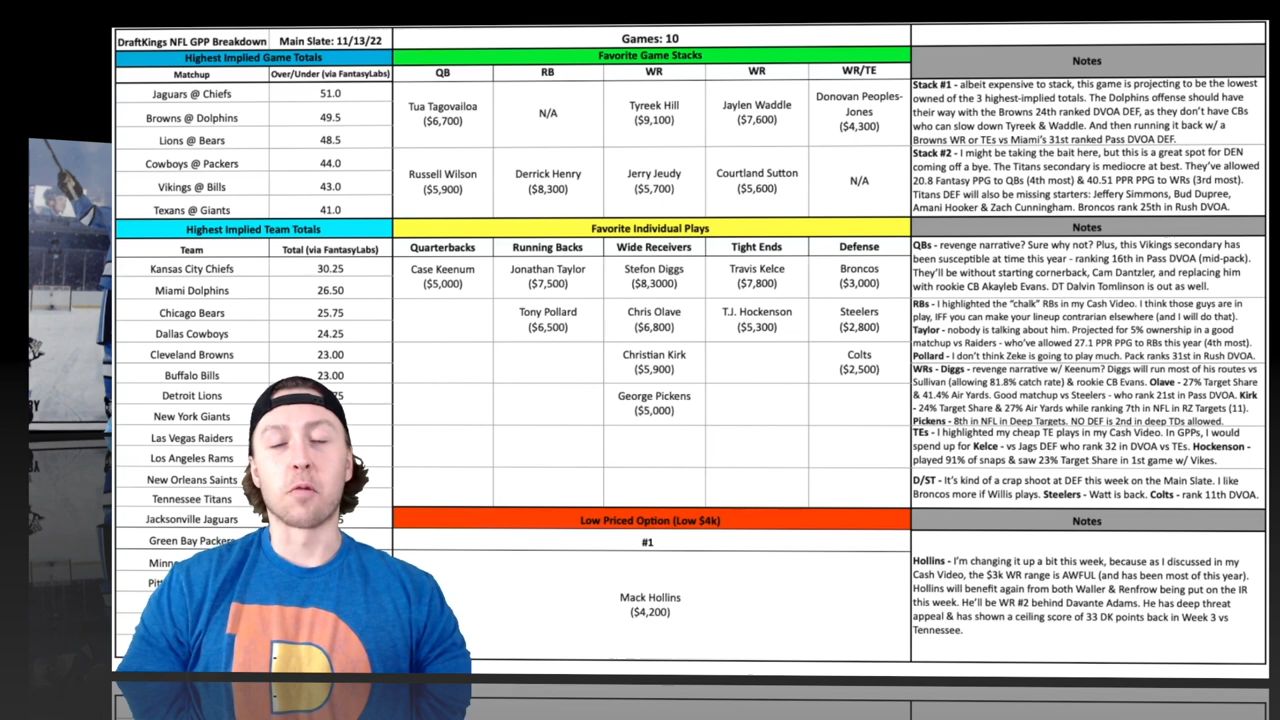 DraftKings NFL GPP Breakdown Main Slate: 11/13/22 Games: 10
Highest Implied Game Totals
Matchup Over/Under (via FantasyLabs)
Jaguars @ Chiefs 51.0
Browns @ Dolphins 49.5
Lions @ Bears 48.5
Cowboys @ Packers 44.0
Vikings @ Bills 43.0
Texans @ Giants 41.0
Favorite Game Stacks
QB RB WR WR WR/TE
Tua Tagovailoa
($6,700)
N/A
Tyreek Hill
($9,100)
Jaylen Waddle
($7,600)
Donovan Peoples-
Jones
($4,300)
Russell Wilson
($5,900)
Derrick Henry
($8,300)
Jerry Jeudy
($5,700)
Courtland Sutton
($5,600)
N/A
Notes
Stack #1 - albeit expensive to stack, this game is projecting to be the lowest
owned of the 3 highest-implied totals. The Dolphins offense should have
their way with the Browns 24th ranked DVOA DEF, as they don't have CBs
who can slow down Tyreek & Waddle. And then running it back w/ a
Browns WR or TEs vs Miami's 31st ranked Pass DVOA DEF.
Stack #2 - I might be taking the bait here, but this is a great spot for DEN
coming off a bye. The Titans secondary is mediocre at best. They've allowed
20.8 Fantasy PPG to QBs (4th most) & 40.51 PPR PPG to WRs (3rd most).
Titans DEF will also be missing starters: Jeffery Simmons, Bud Dupree,
Amani Hooker & Zach Cunningham. Broncos rank 25th in Rush DVOA.
Highest Implied Team Totals
Team Total (via FantasyLabs)
Kansas City Chiefs 30.25
Miami Dolphins 26.50
Chicago Bears 25.75
Dallas Cowboys 24.25
Cleveland Browns 23.00
Buffalo Bills 23.00
Detroit Lions
New York Giants
Las Vegas Raiders
Los Angeles Rams
New Orleans Saints
Tennessee Titans
Jacksonville Jaguars
Green Bay Packers
Minne
Favorite Individual Plays
Quarterbacks Running Backs Wide Receivers Tight Ends Defense
Case Keenum
($5,000)
Jonathan Taylor
($7,500)
Stefon Diggs
($8,3000)
Travis Kelce
($7,800)
Broncos
($3,000)
Tony Pollard
($6,500)
Chris Olave
($6,800)
T.J. Hockenson
($5,300)
Steelers
($2,800)
Christian Kirk
($5,900)
Colts
($2,500)
George Pickens
($5,000)
Notes
QBs - revenge narrative? Sure why not? Plus, this Vikings secondary has
been susceptible at time this year - ranking 16th in Pass DVOA (mid-pack).
They'll be without starting cornerback, Cam Dantzler, and replacing him
with rookie CB Akayleb Evans. DT Dalvin Tomlinson is out as well.
RBs - I highlighted the "chalk" RBs in my Cash Video. I think those guys are in
play, IFF you can make your lineup contrarian elsewhere (and I will do that).
Taylor - nobody is talking about him. Projected for 5% ownership in a good
matchup vs Raiders - who've allowed 27.1 PPR PPG to RBs this year (4th most).
Pollard - I don't think Zeke is going to play much. Pack ranks 31st in Rush DVOA.
WRs - Diggs - revenge narrative w/ Keenum? Diggs will run most of his routes vs
Sullivan (allowing 81.8% catch rate) & rookie CB Evans. Olave - 27% Target Share
& 41.4% Air Yards. Good matchup vs Steelers - who rank 21st in Pass DVOA. Kirk
- 24% Target Share & 27% Air Yards while ranking 7th in NFL in RZ Targets (11).
Pickens - 8th in NFL in Deep Targets. NO DEF is 2nd in deep TDs allowed.
TEs - I highlighted my cheap TE plays in my Cash Video. In GPPs, I would
spend up for Kelce - vs Jags DEF who rank 32 in DVOA vs TEs. Hockenson -
played 91% of snaps & saw 23% Target Share in 1st game w/ Vikes.
D/ST - It's kind of a crap shoot at DEF this week on the Main Slate. I like
Broncos more if Willis plays. Steelers - Watt is back. Colts - rank 11th DVOA.
Low Priced Option (Low $4k)
#1
Mack Hollins
($4,200)
Notes
Hollins - I'm changing it up a bit this week, because as I discussed in my
Cash Video, the $3k WR range is AWFUL (and has been most of this year).
Hollins will benefit again from both Waller & Renfrow being put on the IR
this week. He'll be WR #2 behind Davante Adams. He has deep threat
appeal & has shown a ceiling score of 33 DK points back in Week 3 vs
Tennessee.